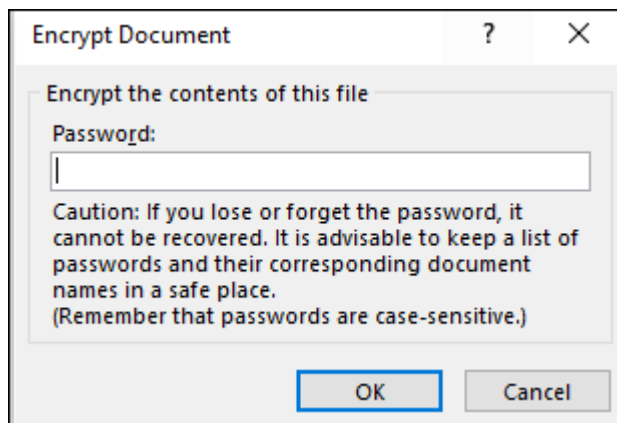 Encrypt Document ?
Encrypt the contents of this file
Password:
Caution: If you lose or forget the password, it
cannot be recovered. It is advisable to keep a list of
passwords and their corresponding document
names in a safe place.
(Remember that passwords are case-sensitive.)
OK Cancel